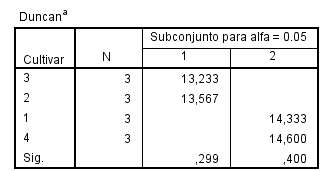 Duncanᵃ
Cultivar N Subconjunto para alfa = 0.05
1 2
3 3 13,233
2 3 13,567
1 3 14,333
4 3 14,600
Sig. ,299 ,400